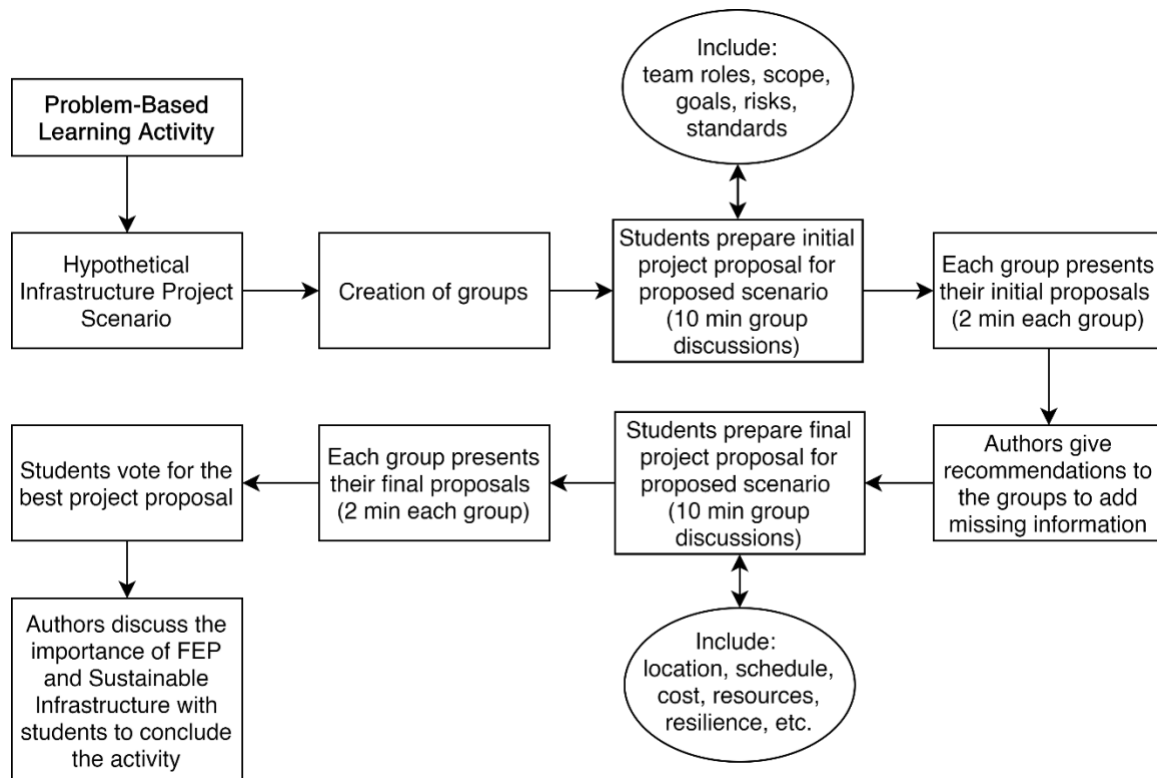 Problem-Based
Learning Activity
Hypothetical
Infrastructure Project
Scenario
Creation of groups
Include:
team roles, scope,
goals, risks,
standards
Students prepare initial
project proposal for
proposed scenario
(10 min group
discussions)
Each group presents
their initial proposals
(2 min each group)
Authors give
recommendations to
the groups to add
missing information
Students prepare final
project proposal for
proposed scenario
(10 min group
discussions)
Include:
location, schedule,
cost, resources,
resilience, etc.
Each group presents
their final proposals
(2 min each group)
Students vote for the
best project proposal
Authors discuss the
importance of FEP
and Sustainable
Infrastructure with
students to conclude
the activity